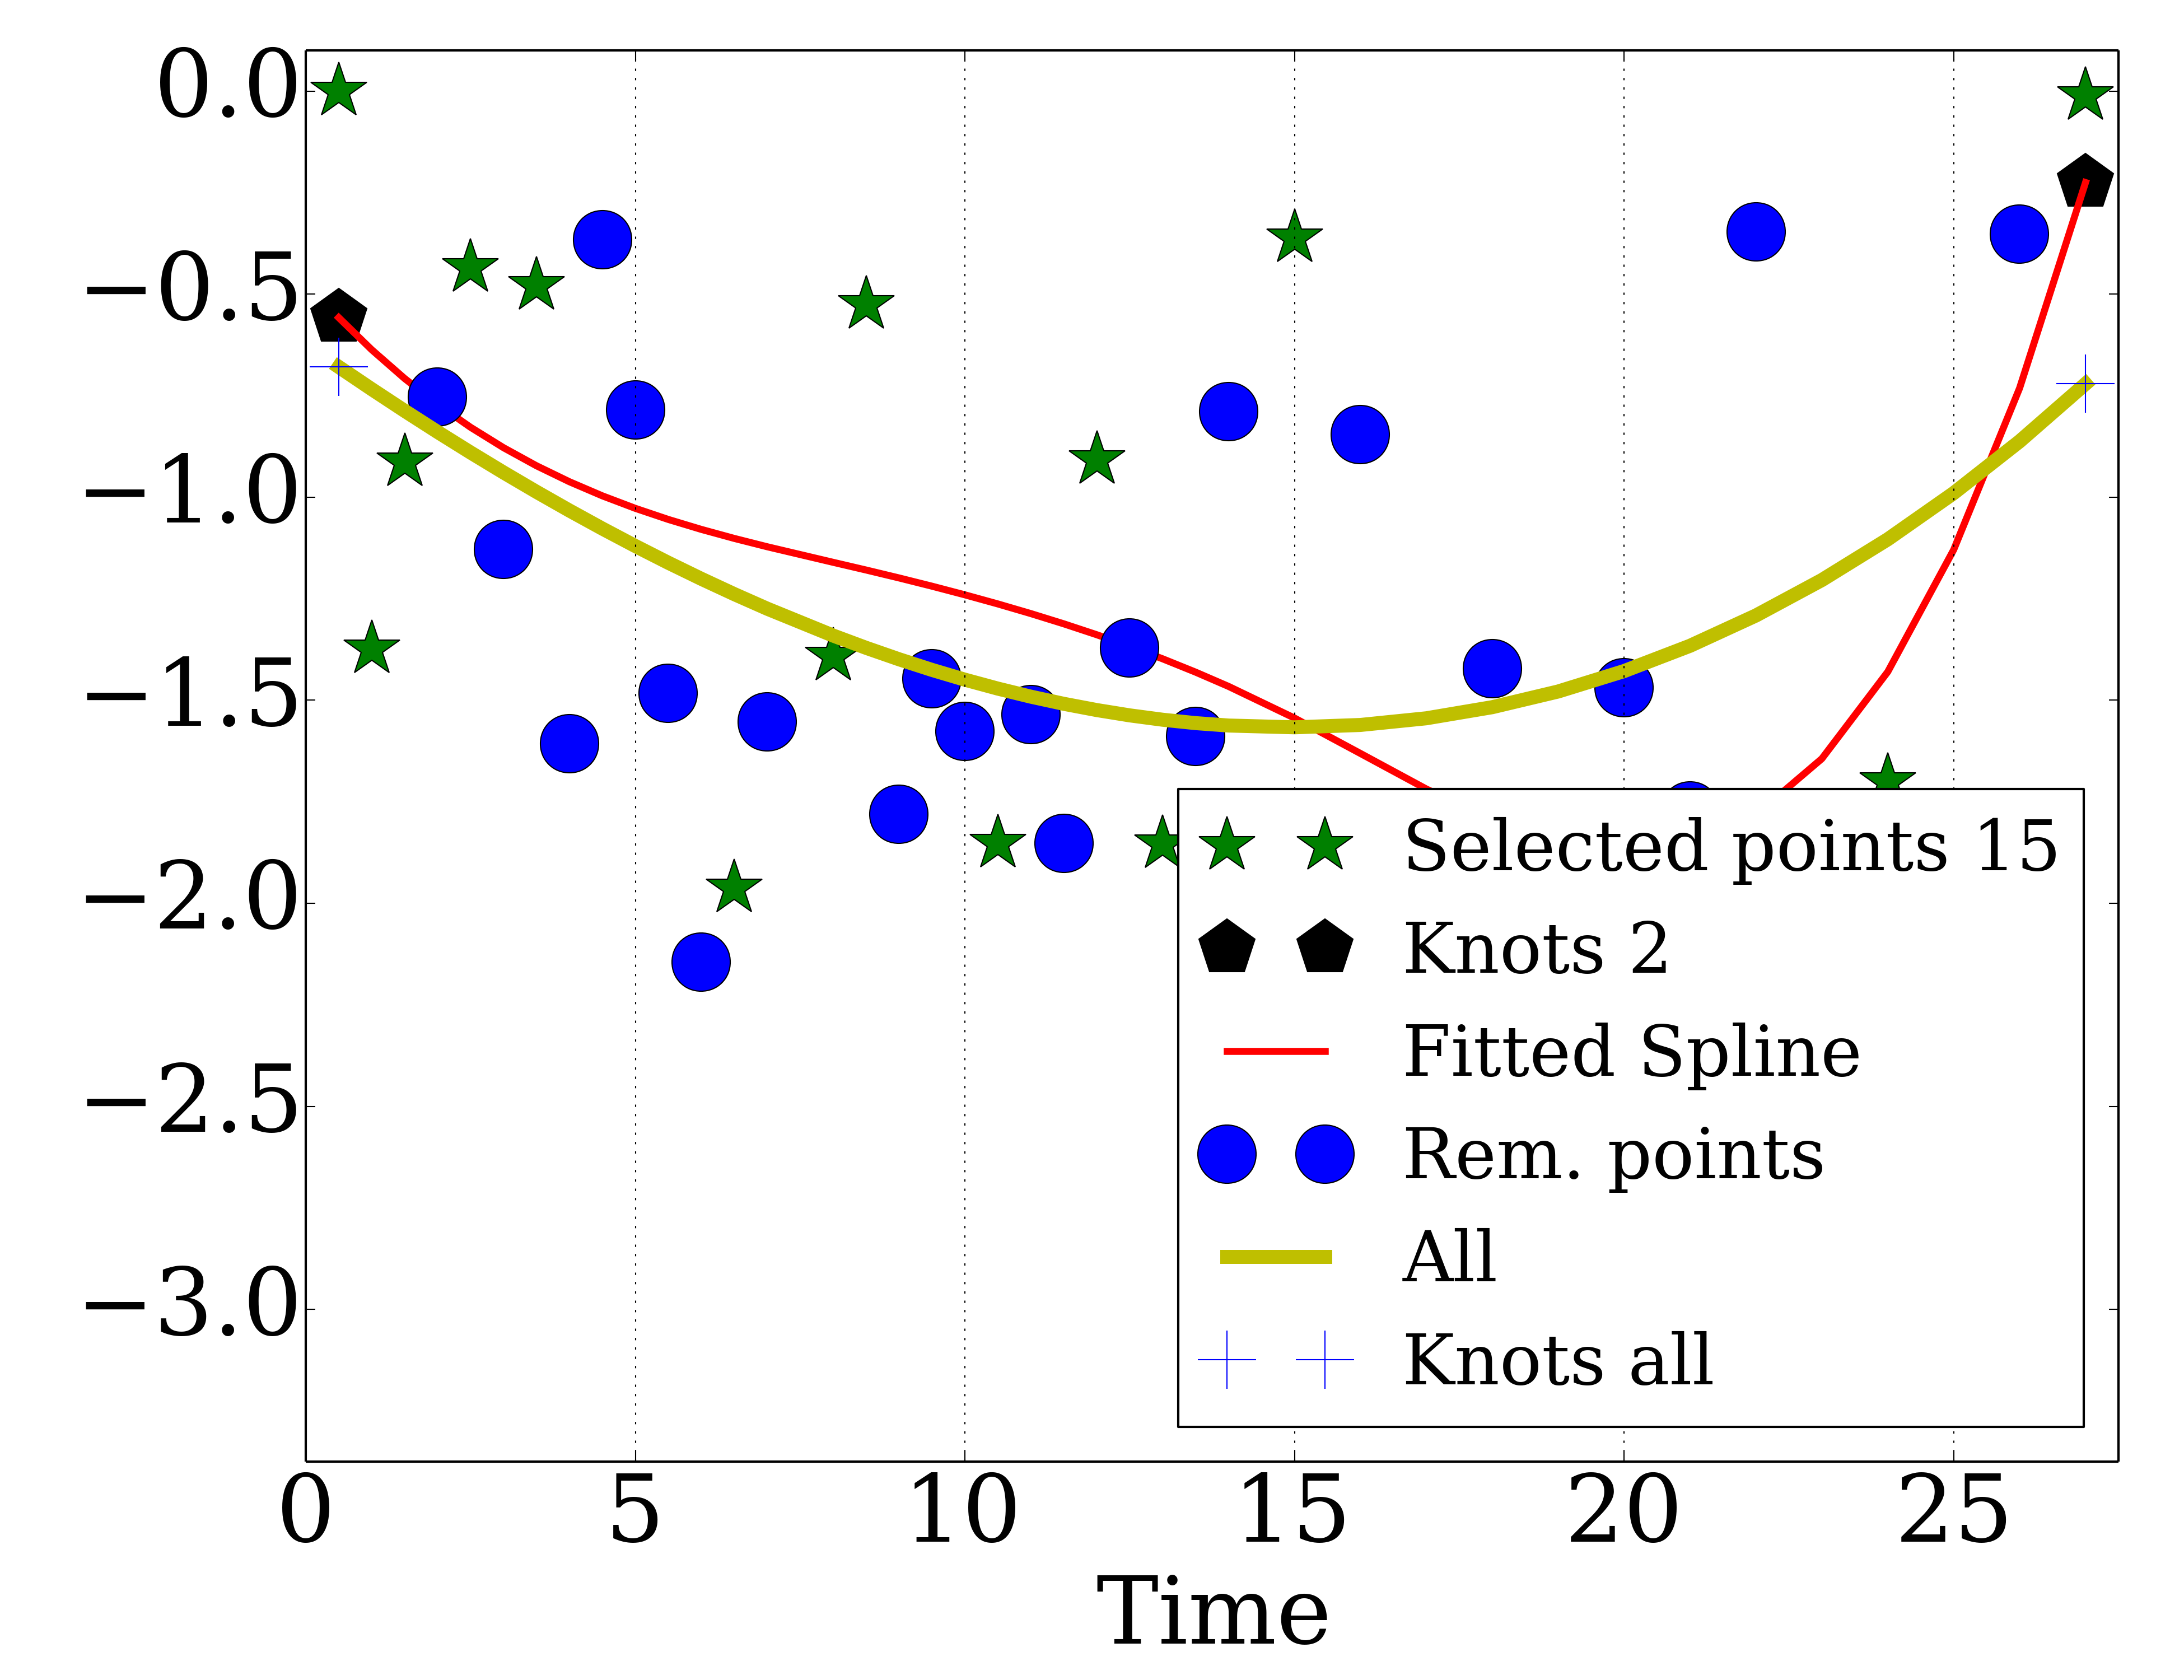 0.0
−0.5
−1.0
−1.5
−2.0
−2.5
−3.0
Selected points 15
Knots 2
Fitted Spline
Rem. points
All
Knots all
0 5 10 15 20 25
Time